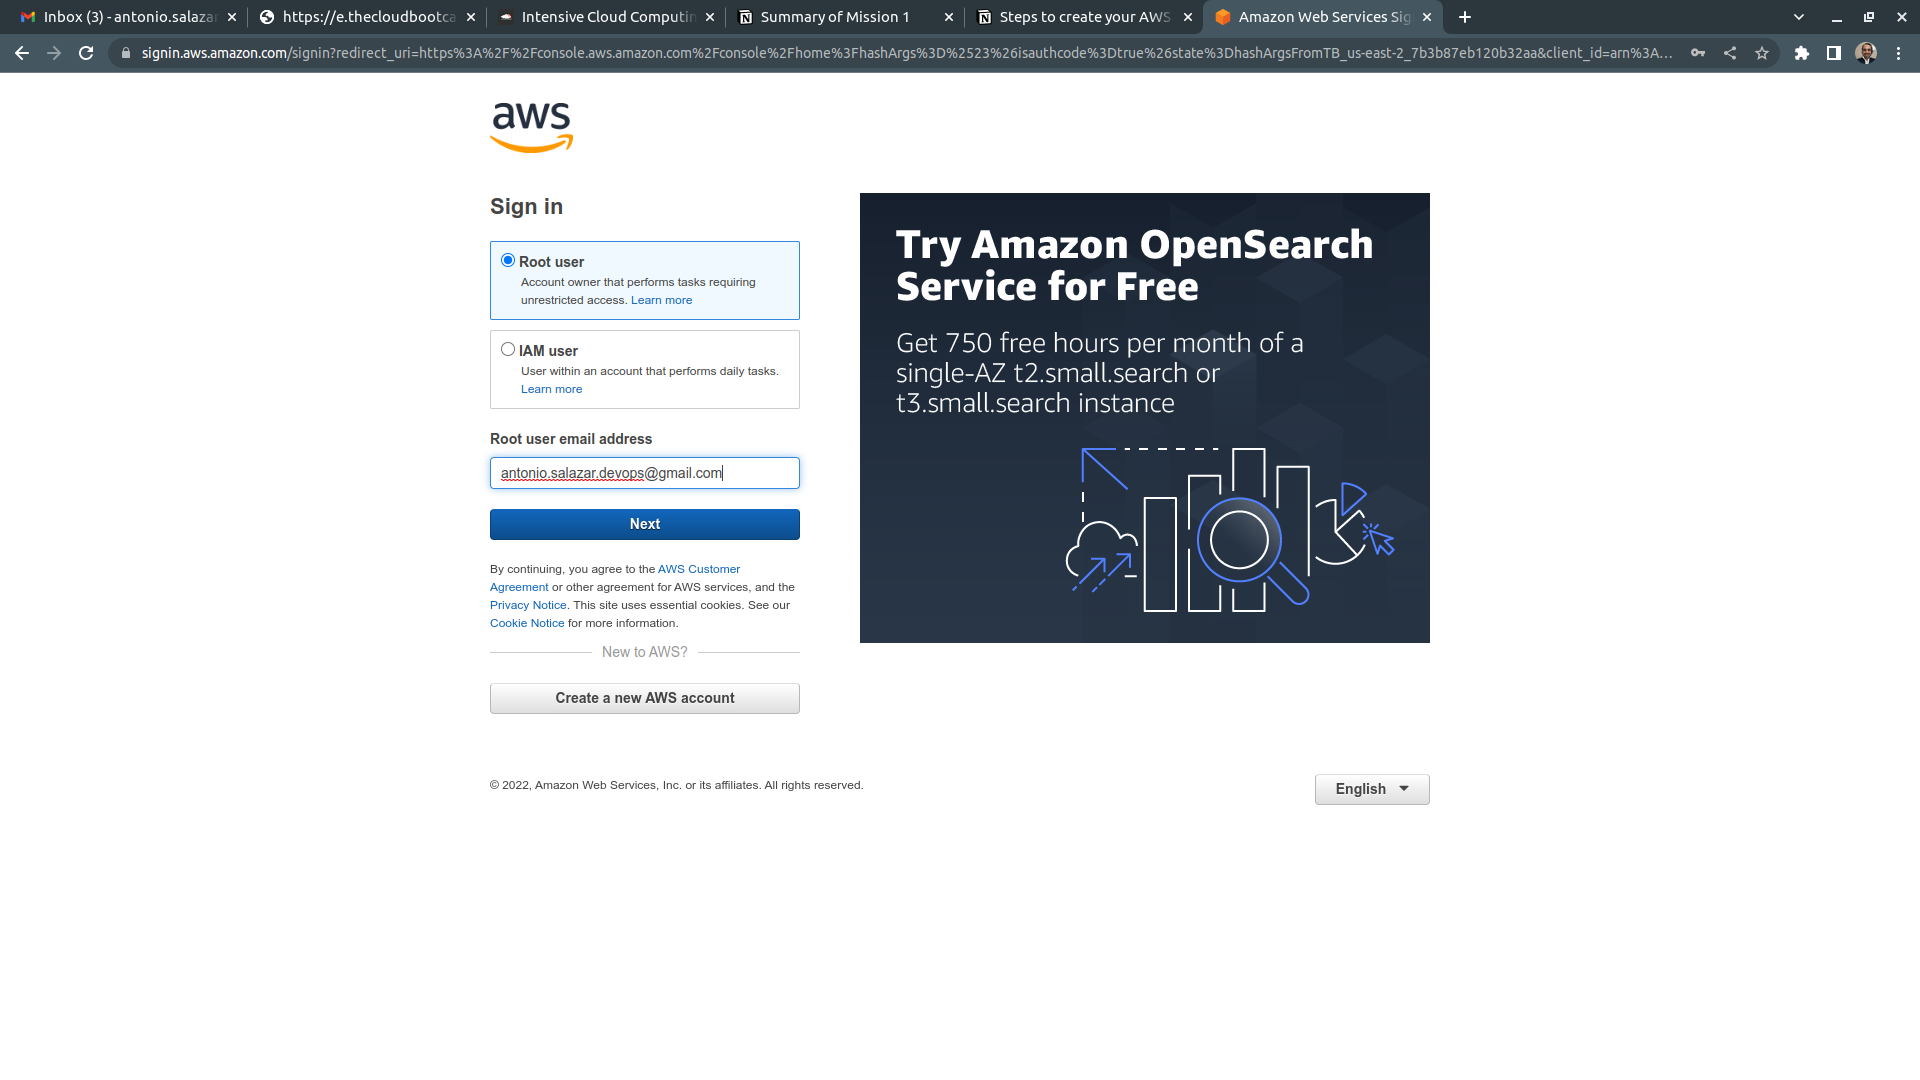 Inbox (3) - antonio.salazar
https://e.thecloudbootca
Intensive Cloud Computin
Summary of Mission 1
Steps to create your AWS
Amazon Web Services Sig
signin.aws.amazon.com/signin?redirect_uri=https%3A%2F%2Fconsole.aws.amazon.com%2Fconsole%2Fhome%3FhashArgs%3D%2523%26isauthcode%3Dtrue%26state%3DhashArgsFromTB_us-east-2_7b3b87eb120b32aa&client_id=arn%3A...
aws
Sign in
Root user
Account owner that performs tasks requiring
unrestricted access. Learn more
IAM user
User within an account that performs daily tasks.
Learn more
Root user email address
antonio.salazar.devops@gmail.com
Next
By continuing, you agree to the AWS Customer
Agreement or other agreement for AWS services, and the
Privacy Notice. This site uses essential cookies. See our
Cookie Notice for more information.
New to AWS?
Create a new AWS account
Try Amazon OpenSearch
Service for Free
Get 750 free hours per month of a
single-AZ t2.small.search or
t3.small.search instance
© 2022, Amazon Web Services, Inc. or its affiliates. All rights reserved.
English